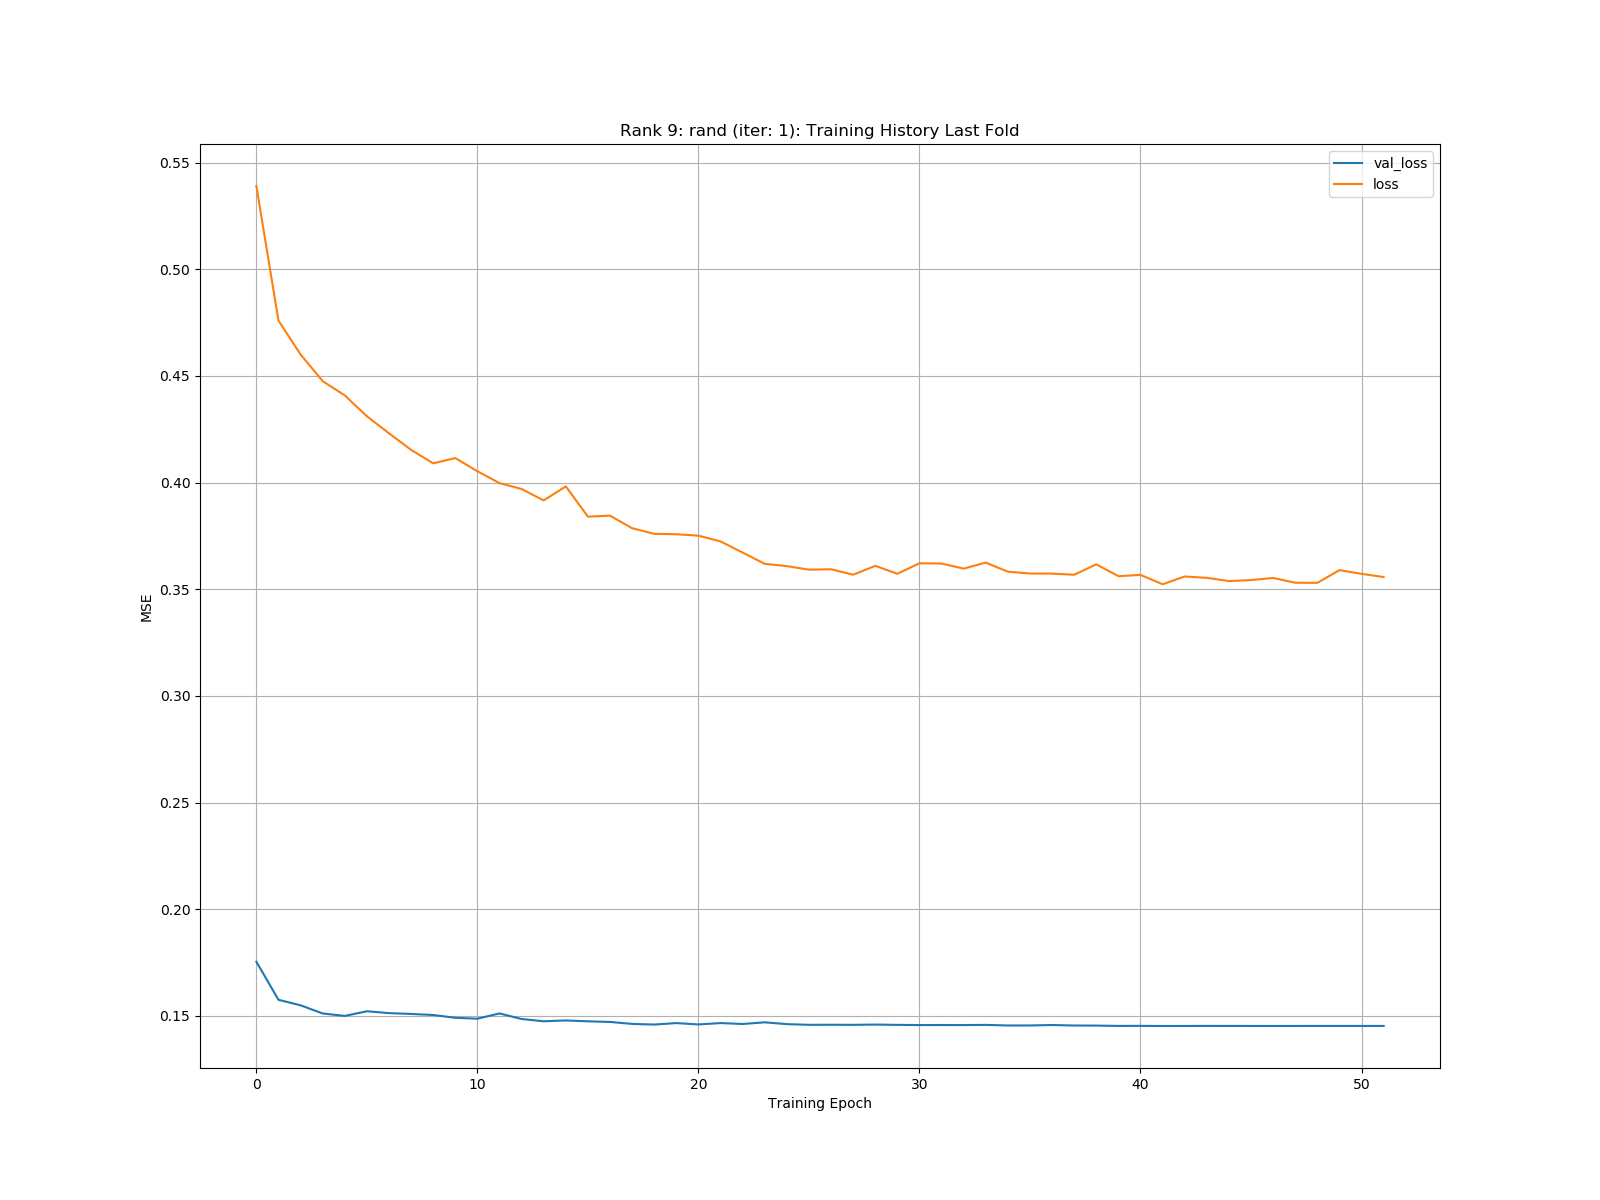 Rank 9: rand (iter: 1): Training History Last Fold
val_loss
loss
0.55
0.50
0.45
0.40
0.35
0.30
0.25
0.20
0.15
MSE
0 10 20 30 40 50
Training Epoch